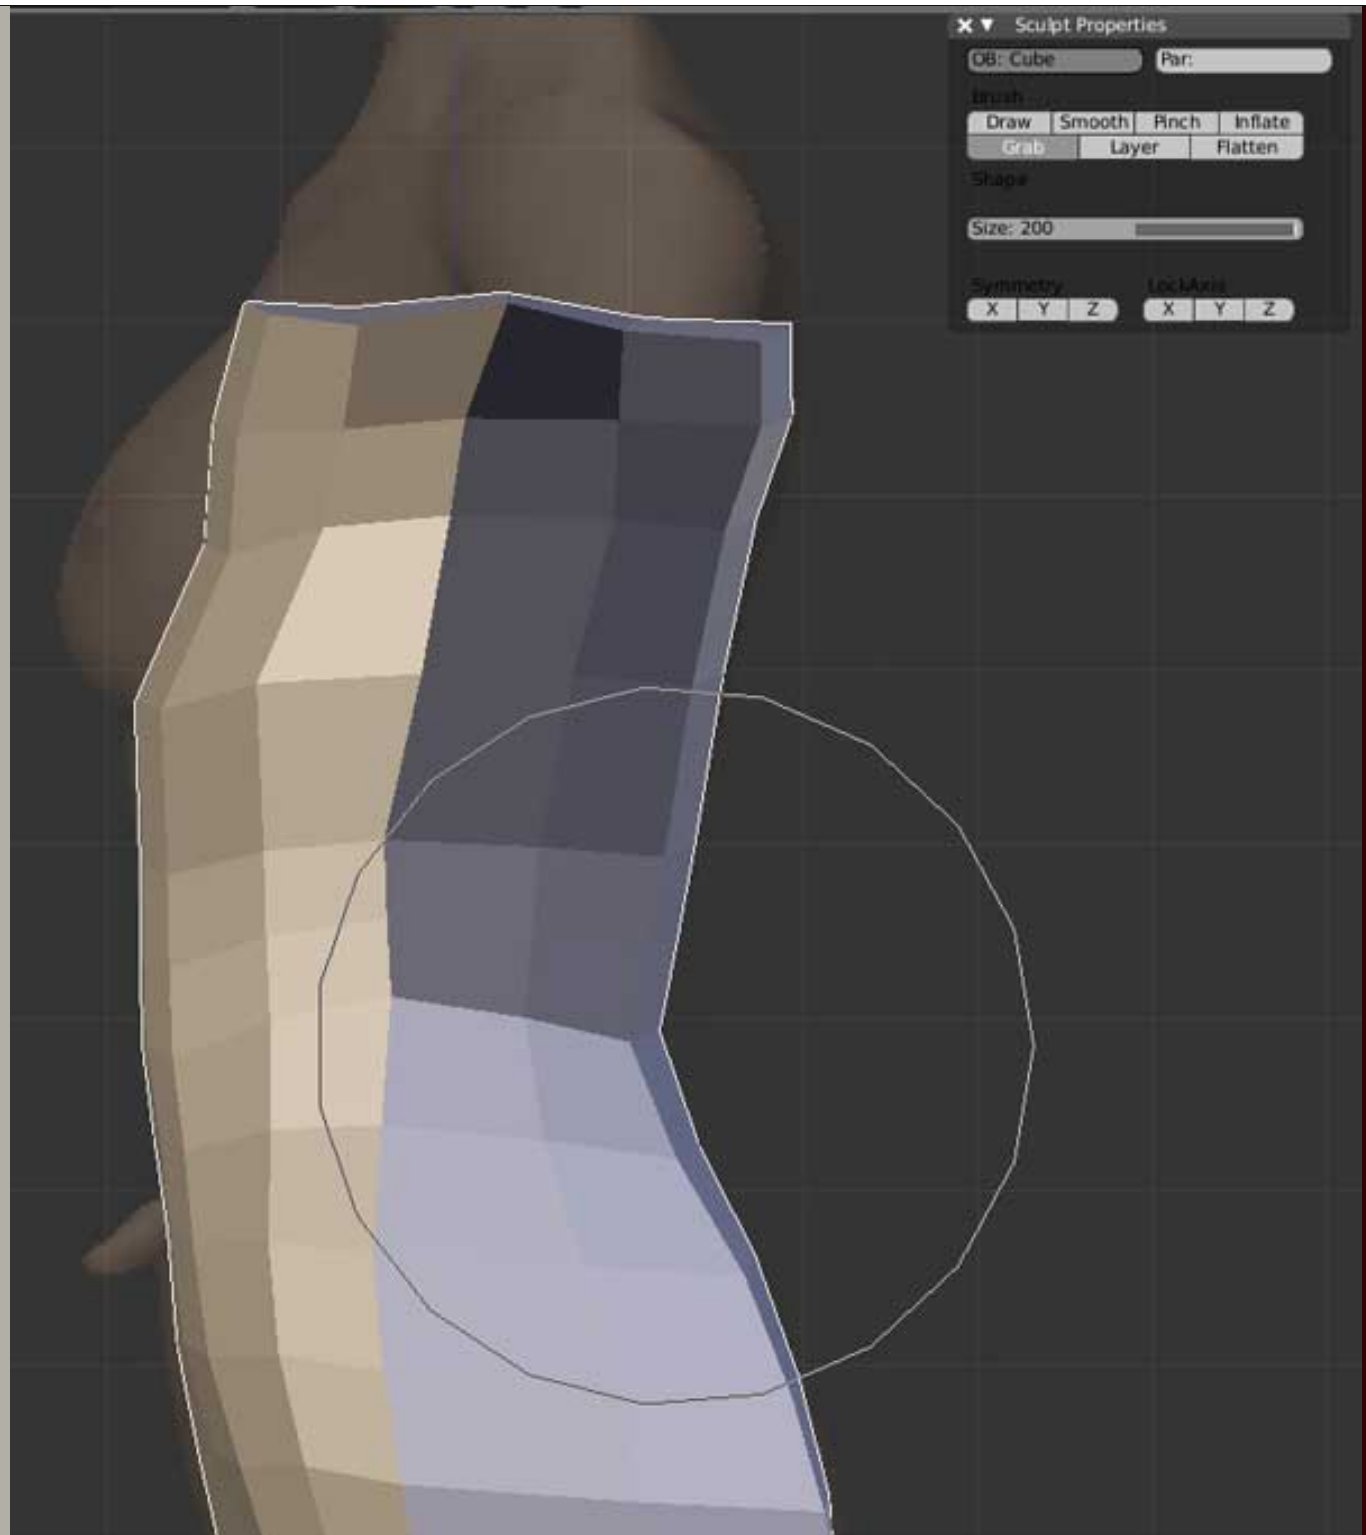 Sculpt Properties
OB: Cube Par:
Brush
Draw Smooth Pinch Inflate
Grab Layer Flatten
Shape
Size: 200
Symmetry LockAxis
X Y Z X Y Z